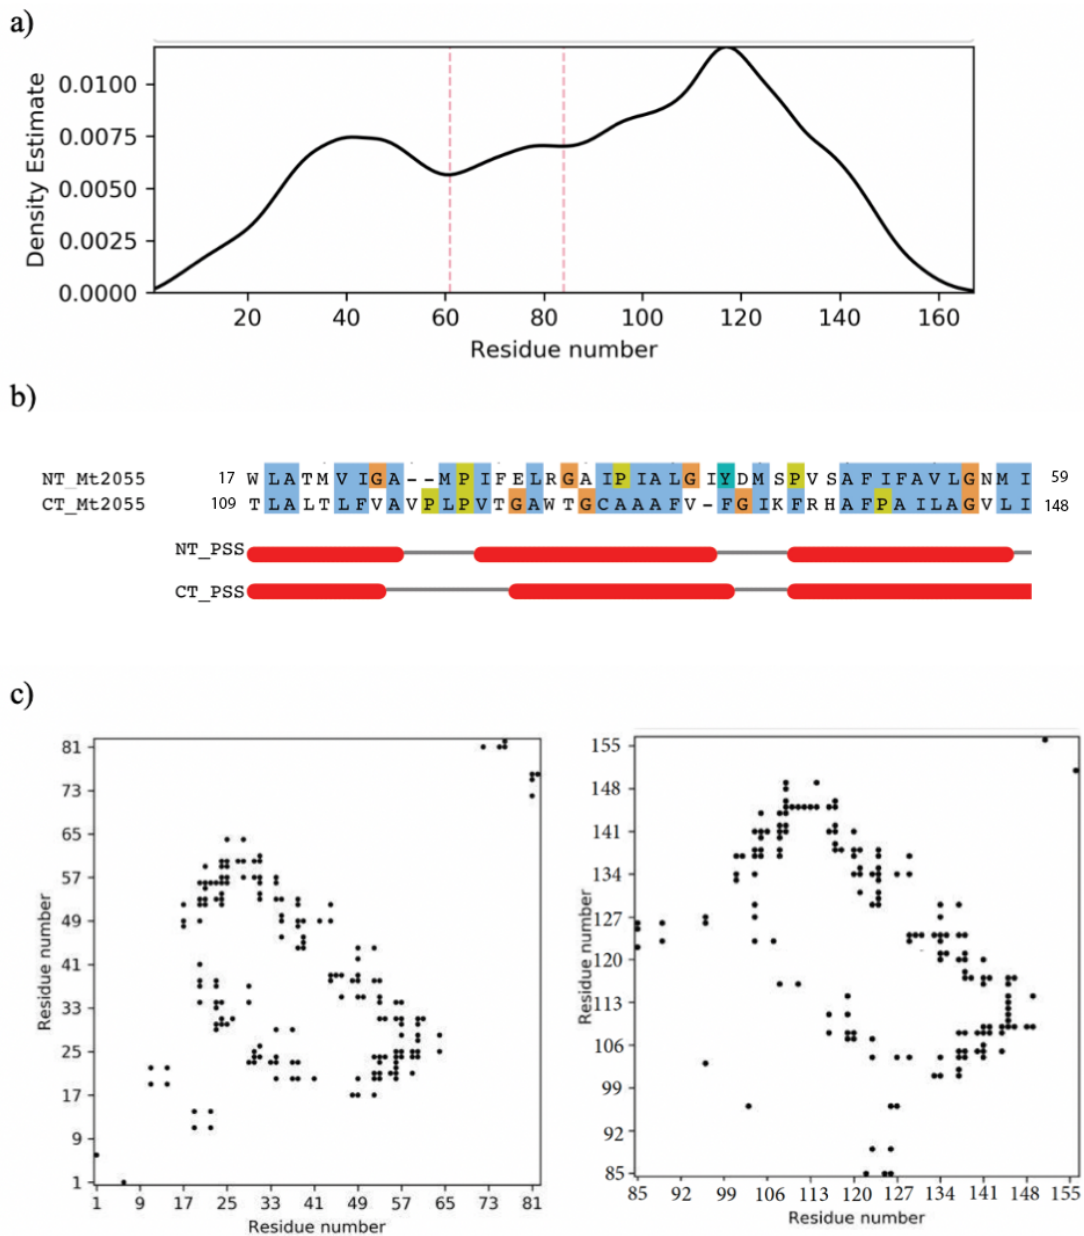 a)
0.0100
0.0075
0.0050
0.0025
0.0000
Density Estimate
20 40 60 80 100 120 140 160
Residue number
b)
NT_Mt2055 17 W L A T M V I G A - - M P I F E L R G A I P I A L G I Y D M S P V S A F I F A V L G N M I 59
CT_Mt2055 109 T L A L T L F V A V P L P V T G A W T G C A A A F V - F G I K F R H A F P A I L A G V L I 148
NT_PSS
CT_PSS
c)
81
73
65
57
49
41
33
25
17
9
1
Residue number
1 9 17 25 33 41 49 57 65 73 81
Residue number
155
148
141
134
127
120
113
106
99
92
85
Residue number
85 92 99 106 113 120 127 134 141 148 155
Residue number